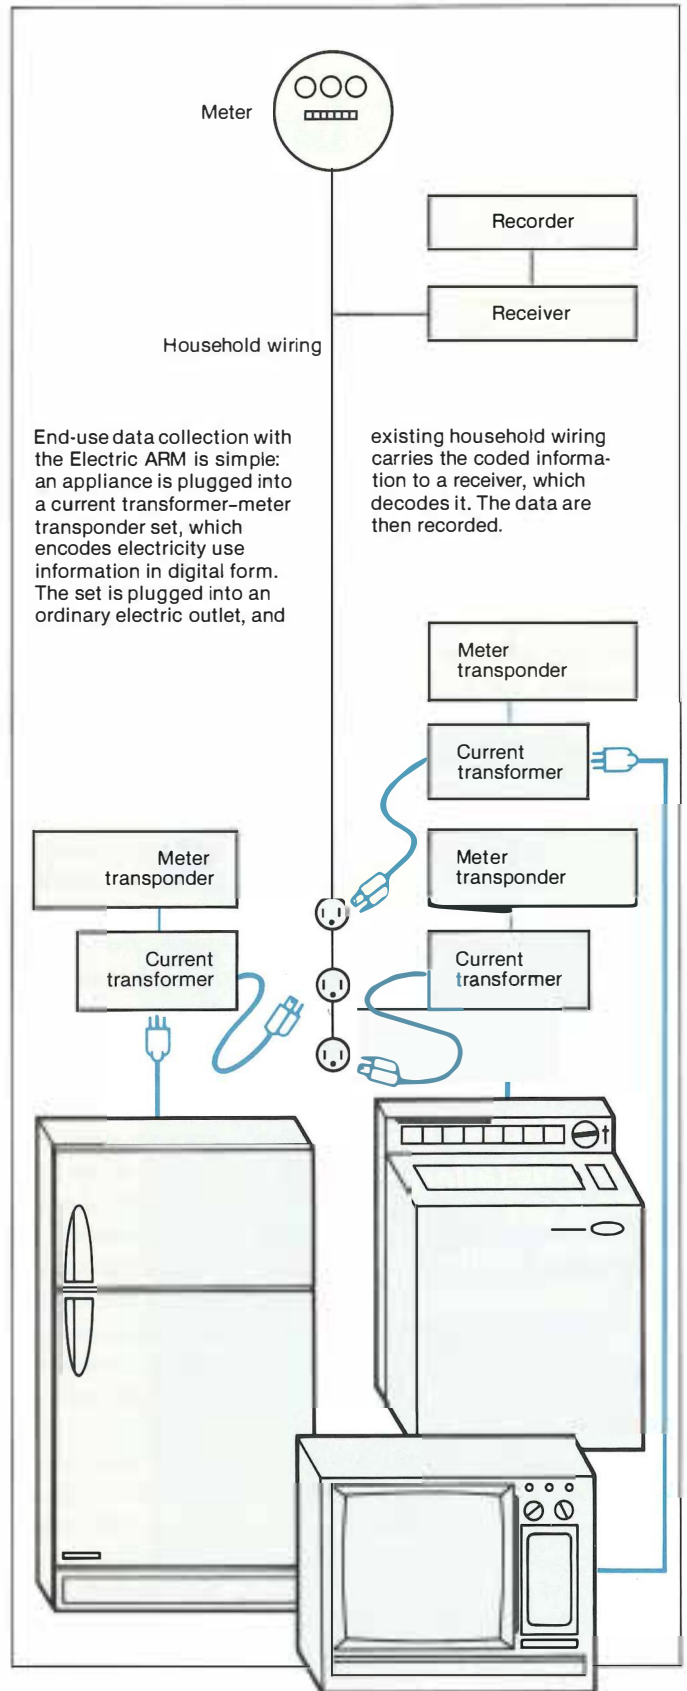 Meter
Recorder
Receiver
Household wiring
End-use data collection with
the Electric ARM is simple:
an appliance is plugged into
a current transformer–meter
transponder set, which
encodes electricity use
information in digital form.
The set is plugged into an
ordinary electric outlet, and
existing household wiring
carries the coded informa-
tion to a receiver, which
decodes it. The data are
then recorded.
Meter
transponder
Current
transformer
Meter
transponder
Current
transformer
Meter
transponder
Current
transformer